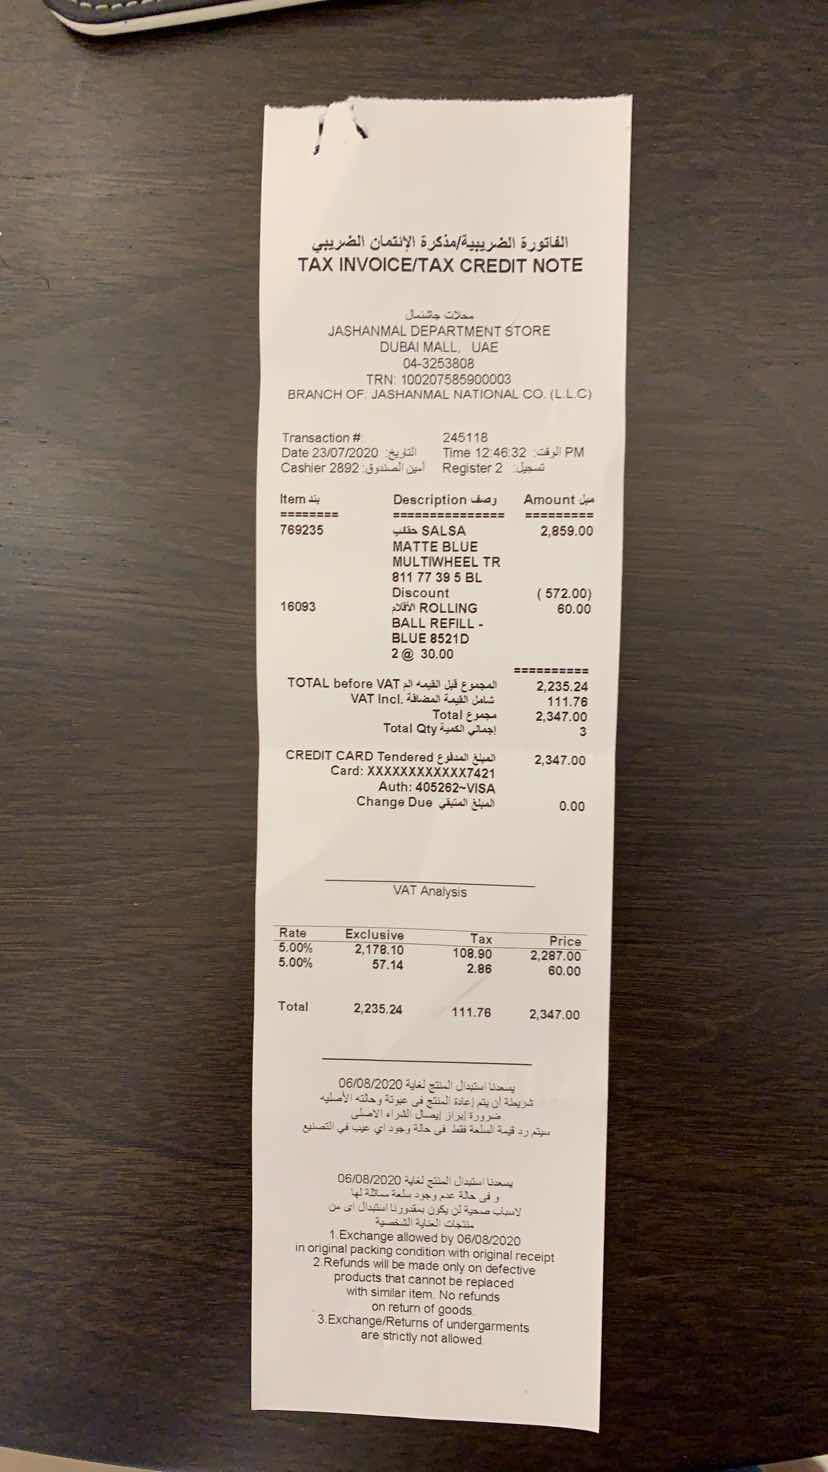 الفاتورة الضريبية/مذكرة الإئتمان الضريبي
TAX INVOICE/TAX CREDIT NOTE
محلات جاشنمال
JASHANMAL DEPARTMENT STORE
DUBAI MALL, UAE
04-3253808
TRN: 100207585900003
BRANCH OF: JASHANMAL NATIONAL CO. (L.L.C)
Transaction # 245118
Date 23/07/2020 التاريخ: Time 12:46:32 الوقت: PM
Cashier 2892 أمين الصندوق: Register 2 تسجيل:
Item بند Description وصف Amount
======== =============== =========
769235 حقائب SALSA 2,859.00
MATTE BLUE
MULTIWHEEL TR
811 77 39 5 BL
Discount ( 572.00)
16093 الأقلام ROLLING 60.00
BALL REFILL -
BLUE 8521D
2 @ 30.00
==========
TOTAL before VAT المجموع قبل القيمه الم 2,235.24
VAT Incl. شامل القيمة المضافة 111.76
Total مجموع 2,347.00
Total Qty إجمالي الكمية 3
CREDIT CARD Tendered المبلغ المدفوع 2,347.00
Card: XXXXXXXXXXXX7421
Auth: 405262~VISA
Change Due المبلغ المتبقي 0.00
VAT Analysis
Rate Exclusive Tax Price
5.00% 2,178.10 108.90 2,287.00
5.00% 57.14 2.86 60.00
Total 2,235.24 111.76 2,347.00
يسعدنا استبدال المنتج لغاية 06/08/2020
شريطة أن يتم إعادة المنتج فى عبوتة وحالته الأصليه
ضرورة إبراز إيصال الشراء الاصلى
سيتم رد قيمة السلعة فقط فى حالة وجود اي عيب في التصنيع
يسعدنا استبدال المنتج لغاية 06/08/2020
و فى حالة عدم وجود سلعة مماثلة لها
لاسباب صحية لن يكون بمقدورنا استبدال اى من
منتجات العناية الشخصية
1.Exchange allowed by 06/08/2020
in original packing condition with original receipt
2.Refunds will be made only on defective
products that cannot be replaced
with similar item. No refunds
on return of goods.
3.Exchange/Returns of undergarments
are strictly not allowed.